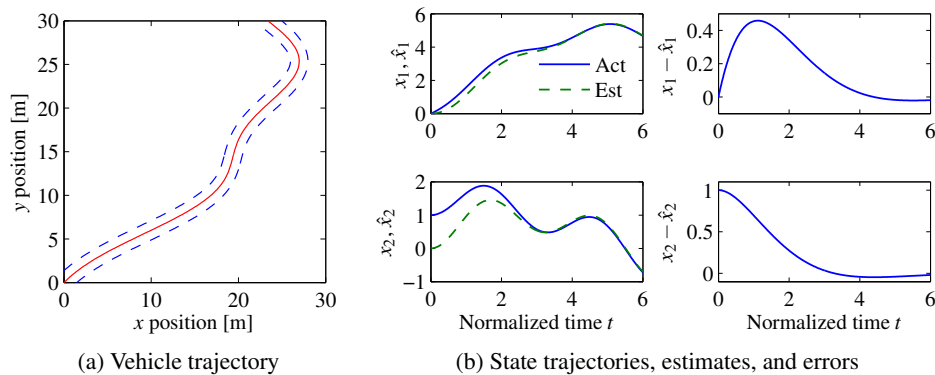 30
25
20
15
10
5
0
y position [m]
0 10 20 30
x position [m]
(a) Vehicle trajectory
6
4
2
0
x₁, x̂₁
Act
Est
0 2 4 6
0.4
0.2
0
x₁ − x̂₁
0 2 4 6
2
1
0
−1
x₂, x̂₂
0 2 4 6
Normalized time t
1
0.5
0
x₂ − x̂₂
0 2 4 6
Normalized time t
(b) State trajectories, estimates, and errors